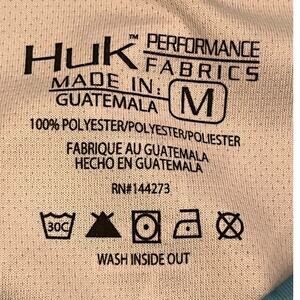 Huk PERFORMANCE FABRICS
MADE IN: M
GUATEMALA
100% POLYESTER/POLYESTER/POLIESTER
FABRIQUE AU GUATEMALA
HECHO EN GUATEMALA
RN#144273
30C
WASH INSIDE OUT